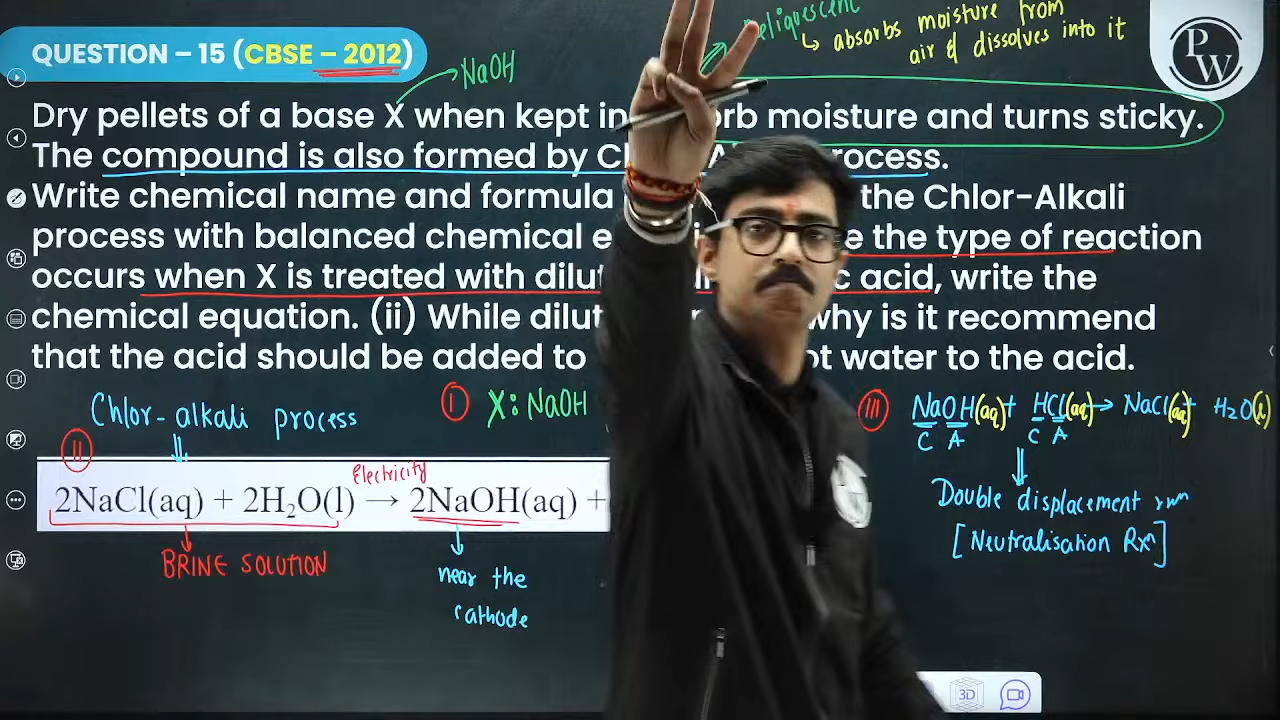 QUESTION – 15 (CBSE – 2012)
NaOH
absorbs moisture from
air & dissolves into it
PW
Dry pellets of a base X when kept in rb moisture and turns sticky.
The compound is also formed by Ch A rocess.
Write chemical name and formula the Chlor-Alkali
process with balanced chemical e e the type of reaction
occurs when X is treated with dilut c acid, write the
chemical equation. (ii) While dilut why is it recommend
that the acid should be added to ot water to the acid.
Chlor-alkali process
I X: NaOH
III NaOH(aq) + HCl(aq) → NaCl(aq) + H₂O(l)
C A C A
II
Electricity
2NaCl(aq) + 2H₂O(l) → 2NaOH(aq) +
Double displacement rxn
[Neutralisation Rxⁿ]
BRINE SOLUTION
near the
cathode
3D